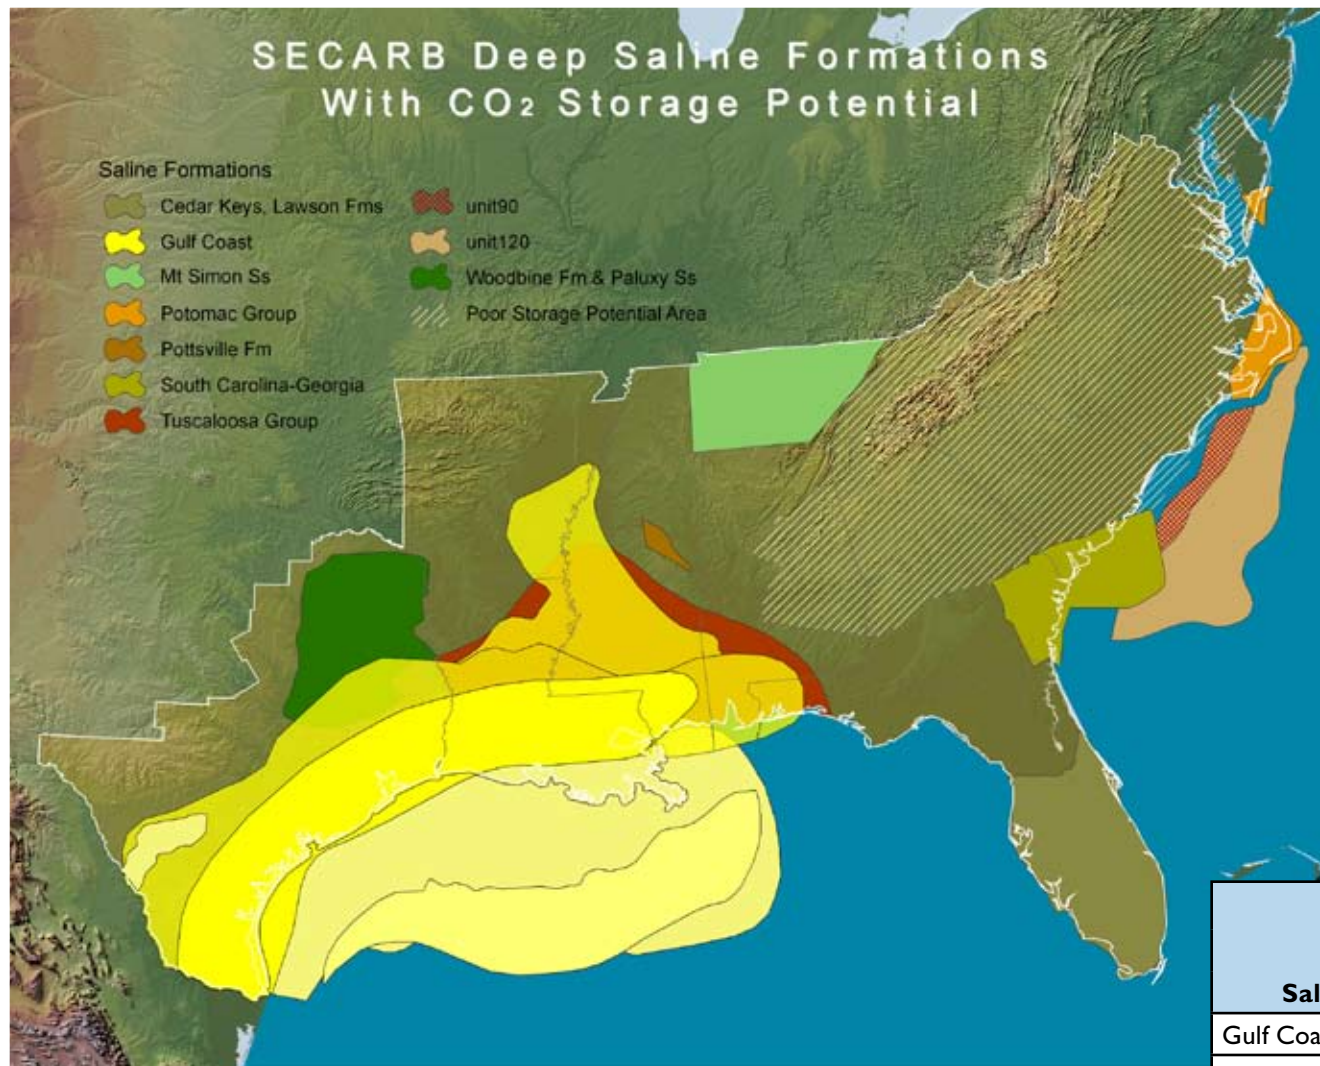 SECARB Deep Saline Formations
With CO₂ Storage Potential
Saline Formations
Cedar Keys, Lawson Fms
Gulf Coast
Mt Simon Ss
Potomac Group
Pottsville Fm
South Carolina-Georgia
Tuscaloosa Group
unit90
unit120
Woodbine Fm & Paluxy Ss
Poor Storage Potential Area
Sal
Gulf Coa